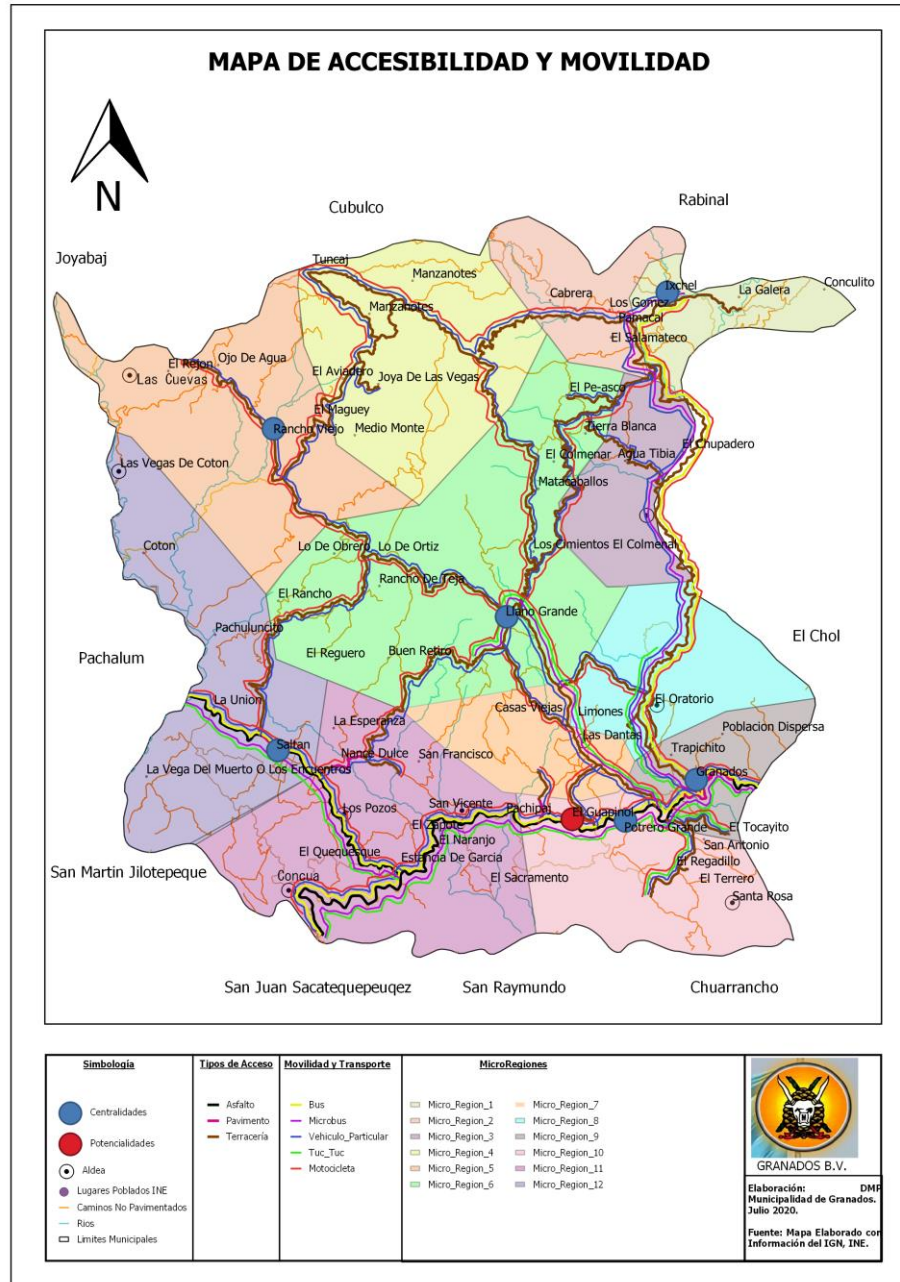 MAPA DE ACCESIBILIDAD Y MOVILIDAD
N
Rabinal
Cubulco
Joyabaj
Tuncaj
Manzanotes
Ixchel
La Galera
Conculito
Cabrera
Los Gomez
Manzanotes
Pamacal
El Salamateco
Ojo De Agua
El Rejon
Las Cuevas
El Aviadero
Joya De Las Vegas
El Pe-asco
El Maguey
Rancho Viejo
Medio Monte
Tierra Blanca
El Chupadero
Las Vegas De Coton
El Colmenar
Agua Tibia
Matacaballos
Coton
Lo De Obrero
Lo De Ortiz
Los Cimientos
El Colmenal
Rancho De Teja
El Rancho
Llano Grande
Pachuluncito
El Chol
El Reguero
Buen Retiro
Pachalum
La Union
El Oratorio
Casas Viejas
Limones
La Esperanza
Poblacion Dispersa
Las Dantas
Saltan
Nance Dulce
San Francisco
Trapichito
La Vega Del Muerto O Los Encuentros
Granados
Los Pozos
San Vicente
Pachipaj
El Guapinol
El Zapote
Potrero Grande
El Tocayito
El Naranjo
San Antonio
El Quequesque
Estancia De Garcia
El Regadillo
San Martin Jilotepeque
Concua
El Sacramento
El Terrero
Santa Rosa
San Juan Sacatequepeuqez
San Raymundo
Chuarrancho
Simbología
Centralidades
Potencialidades
Aldea
Lugares Poblados INE
Caminos No Pavimentados
Rios
Limites Municipales
Tipos de Acceso
Asfalto
Pavimento
Terracería
Movilidad y Transporte
Bus
Microbus
Vehiculo_Particular
Tuc_Tuc
Motocicleta
MicroRegiones
Micro_Region_1
Micro_Region_2
Micro_Region_3
Micro_Region_4
Micro_Region_5
Micro_Region_6
Micro_Region_7
Micro_Region_8
Micro_Region_9
Micro_Region_10
Micro_Region_11
Micro_Region_12
GRANADOS B.V.
Elaboración: DMP
Municipalidad de Granados.
Julio 2020.
Fuente: Mapa Elaborado con
Información del IGN, INE.